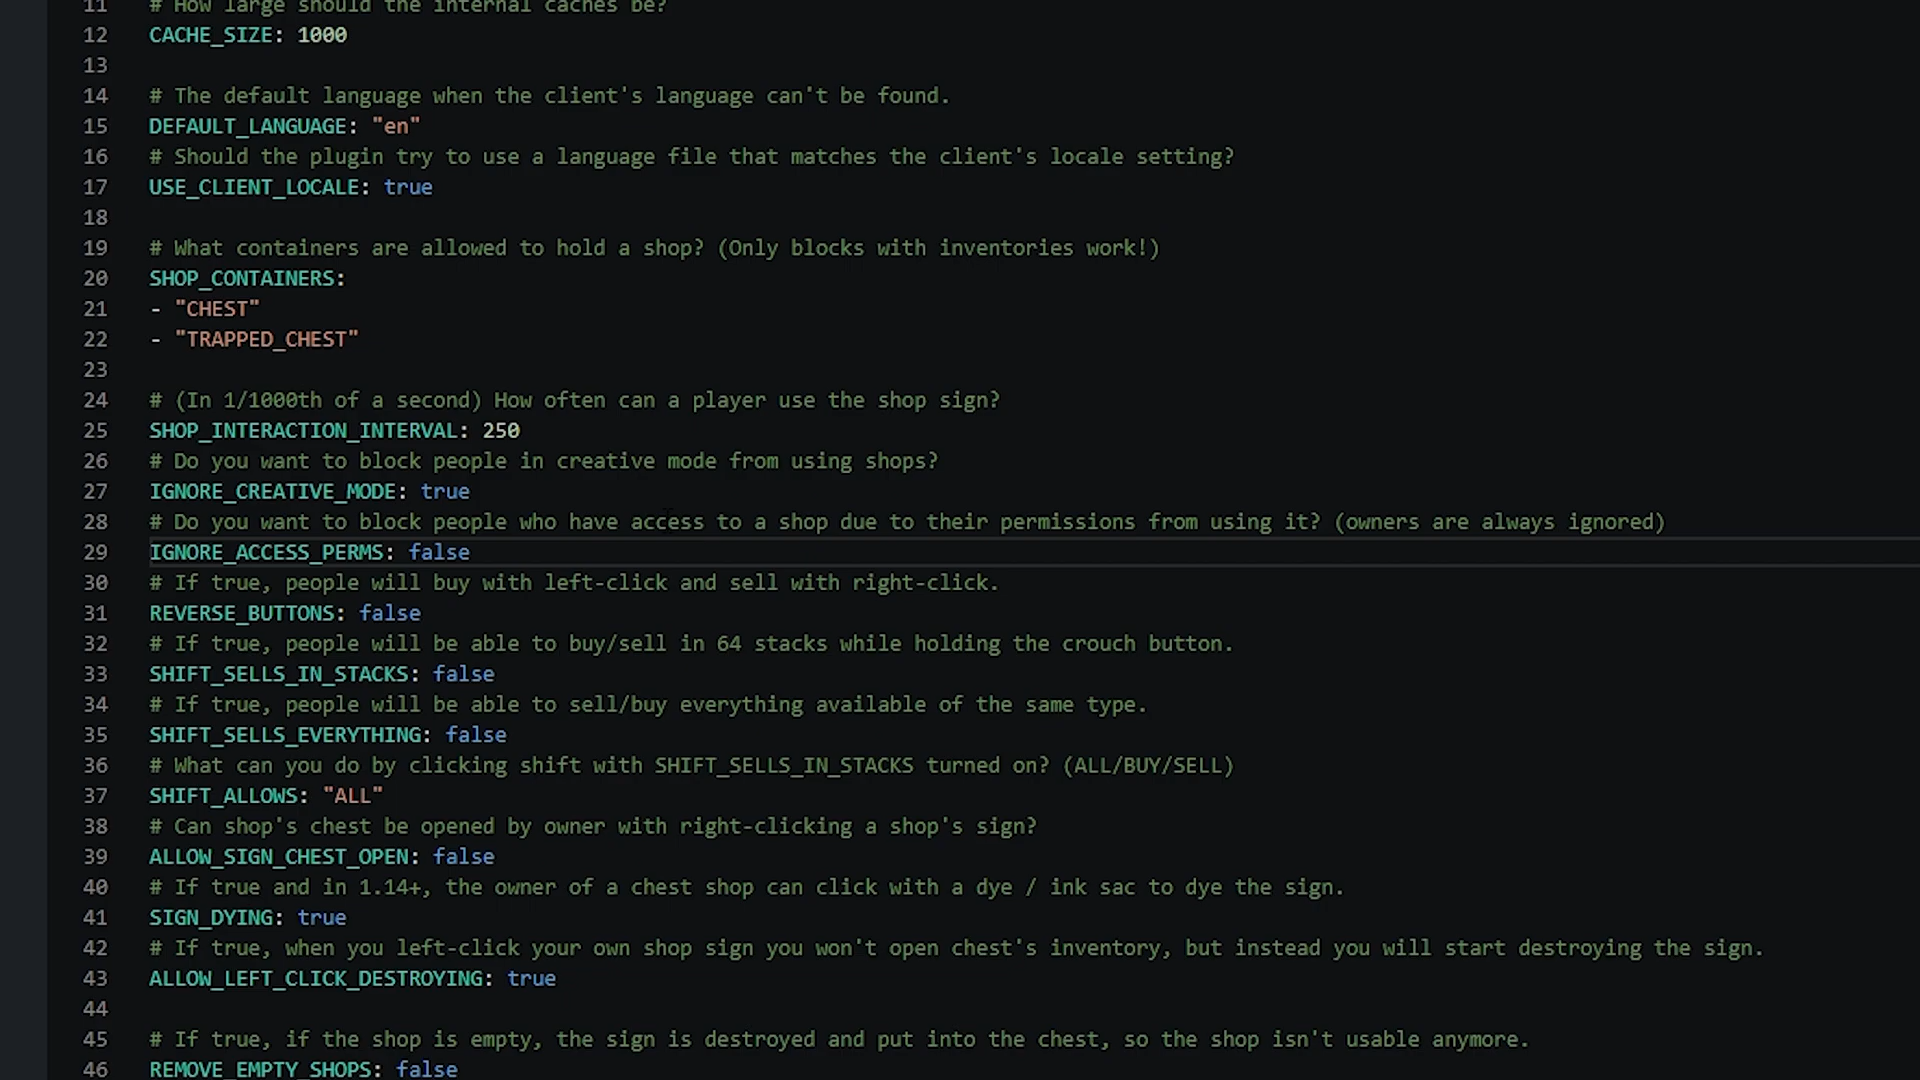 11 # How large should the internal caches be?
12 CACHE_SIZE: 1000
13
14 # The default language when the client's language can't be found.
15 DEFAULT_LANGUAGE: "en"
16 # Should the plugin try to use a language file that matches the client's locale setting?
17 USE_CLIENT_LOCALE: true
18
19 # What containers are allowed to hold a shop? (Only blocks with inventories work!)
20 SHOP_CONTAINERS:
21 - "CHEST"
22 - "TRAPPED_CHEST"
23
24 # (In 1/1000th of a second) How often can a player use the shop sign?
25 SHOP_INTERACTION_INTERVAL: 250
26 # Do you want to block people in creative mode from using shops?
27 IGNORE_CREATIVE_MODE: true
28 # Do you want to block people who have access to a shop due to their permissions from using it? (owners are always ignored)
29 IGNORE_ACCESS_PERMS: false
30 # If true, people will buy with left-click and sell with right-click.
31 REVERSE_BUTTONS: false
32 # If true, people will be able to buy/sell in 64 stacks while holding the crouch button.
33 SHIFT_SELLS_IN_STACKS: false
34 # If true, people will be able to sell/buy everything available of the same type.
35 SHIFT_SELLS_EVERYTHING: false
36 # What can you do by clicking shift with SHIFT_SELLS_IN_STACKS turned on? (ALL/BUY/SELL)
37 SHIFT_ALLOWS: "ALL"
38 # Can shop's chest be opened by owner with right-clicking a shop's sign?
39 ALLOW_SIGN_CHEST_OPEN: false
40 # If true and in 1.14+, the owner of a chest shop can click with a dye / ink sac to dye the sign.
41 SIGN_DYING: true
42 # If true, when you left-click your own shop sign you won't open chest's inventory, but instead you will start destroying the sign.
43 ALLOW_LEFT_CLICK_DESTROYING: true
44
45 # If true, if the shop is empty, the sign is destroyed and put into the chest, so the shop isn't usable anymore.
46 REMOVE_EMPTY_SHOPS: false